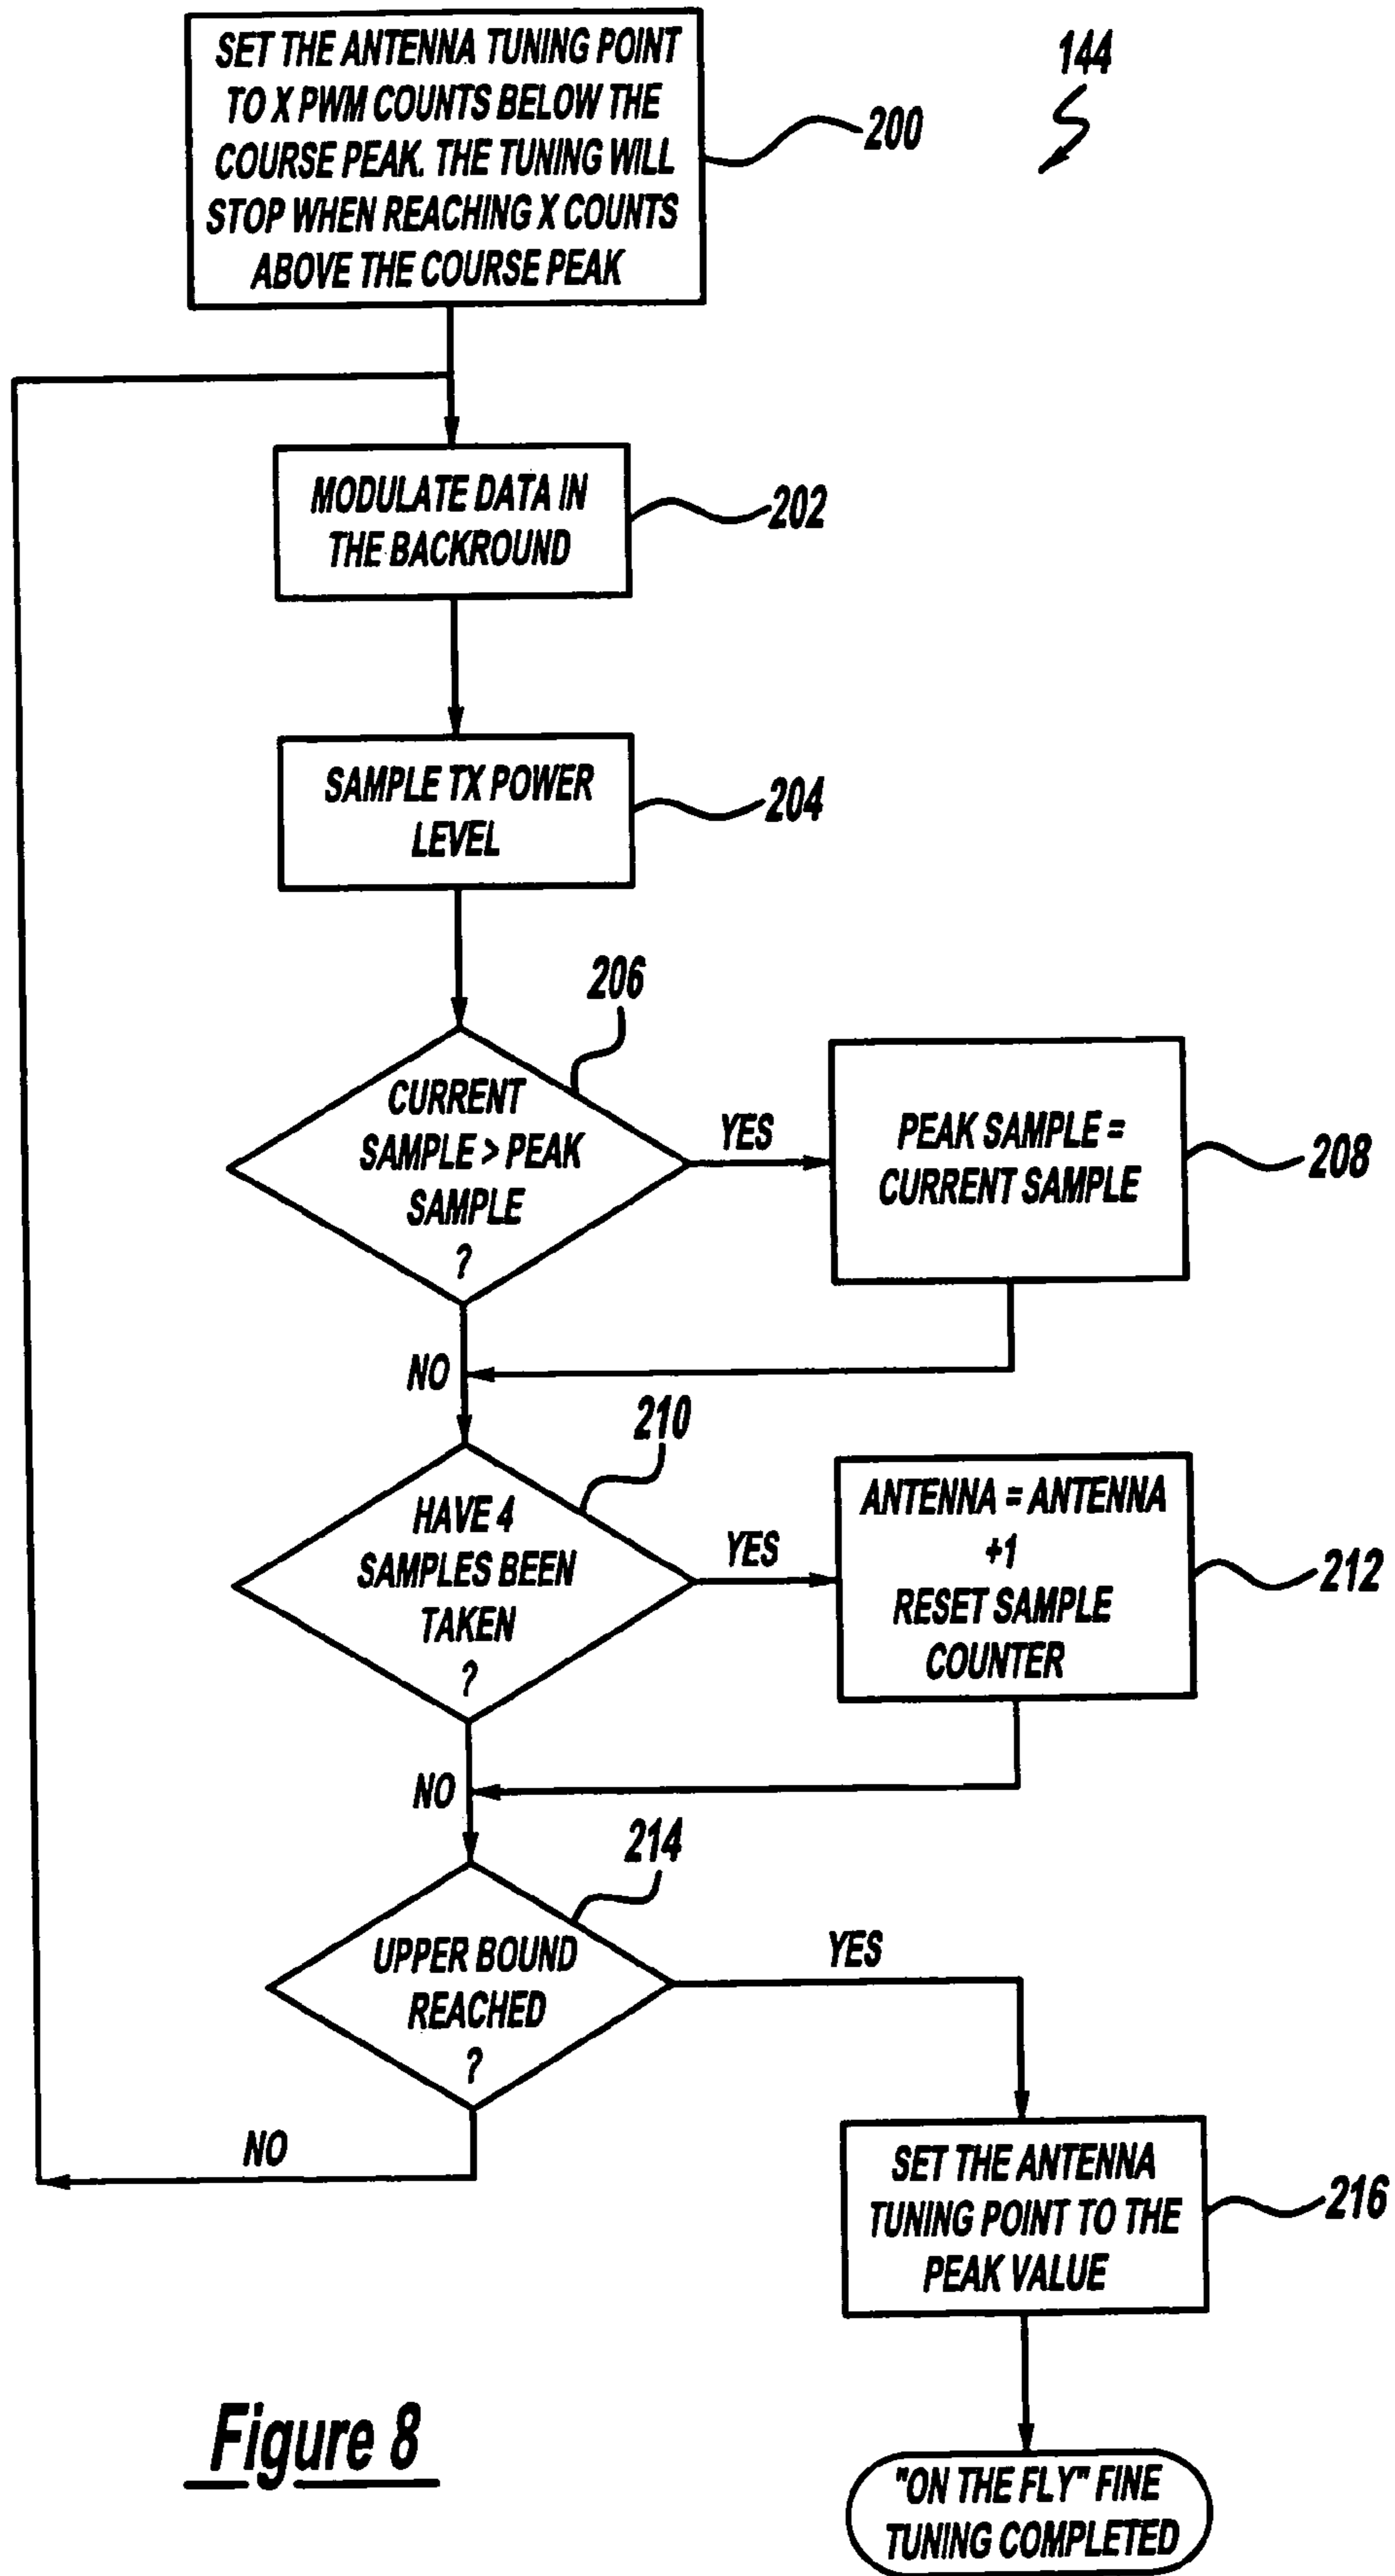 SET THE ANTENNA TUNING POINT
TO X PWM COUNTS BELOW THE
COURSE PEAK. THE TUNING WILL
STOP WHEN REACHING X COUNTS
ABOVE THE COURSE PEAK
200
144
MODULATE DATA IN
THE BACKROUND
202
SAMPLE TX POWER
LEVEL
204
206
CURRENT
SAMPLE > PEAK
SAMPLE
?
YES
PEAK SAMPLE =
CURRENT SAMPLE
208
NO
210
HAVE 4
SAMPLES BEEN
TAKEN
?
YES
ANTENNA = ANTENNA
+1
RESET SAMPLE
COUNTER
212
NO
214
UPPER BOUND
REACHED
?
YES
NO
SET THE ANTENNA
TUNING POINT TO THE
PEAK VALUE
216
"ON THE FLY" FINE
TUNING COMPLETED
Figure 8